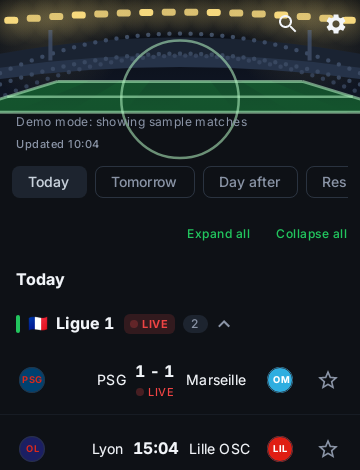 Demo mode: showing sample matches
Updated 10:04
Today Tomorrow Day after Res
Expand all Collapse all
Today
Ligue 1 LIVE 2
PSG PSG 1 - 1 Marseille OM
LIVE
OL Lyon 15:04 Lille OSC LIL